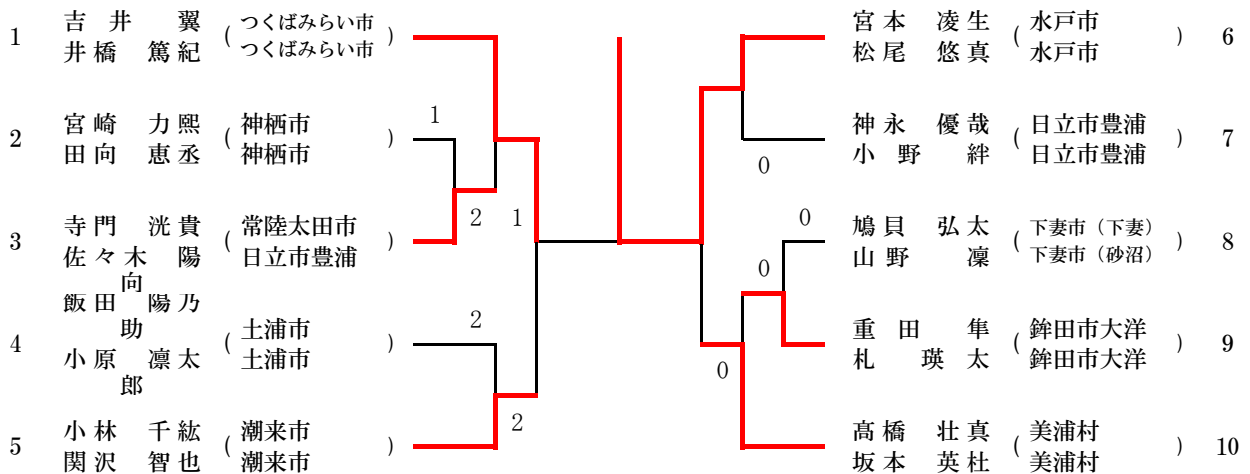 1 吉井 翼 ( つくばみらい市 )
井橋 篤紀 つくばみらい市
1
2 宮崎 力熙 ( 神栖市 )
田向 恵丞 神栖市
2 1
3 寺門 洸貴 ( 常陸太田市 )
佐々木 陽向 日立市豊浦
飯田 陽乃助
2
4 ( 土浦市 )
小原 凛太郎 土浦市
2
5 小林 千紘 ( 潮来市 )
関沢 智也 潮来市
宮本 凌生 ( 水戸市 ) 6
松尾 悠真 水戸市
神永 優哉 ( 日立市豊浦 ) 7
小野 絆 日立市豊浦
0
0
鳩貝 弘太 ( 下妻市（下妻） ) 8
山野 凜 下妻市（砂沼）
0
重田 隼 ( 鉾田市大洋 ) 9
札 瑛太 鉾田市大洋
0
髙橋 壮真 ( 美浦村 ) 10
坂本 英杜 美浦村